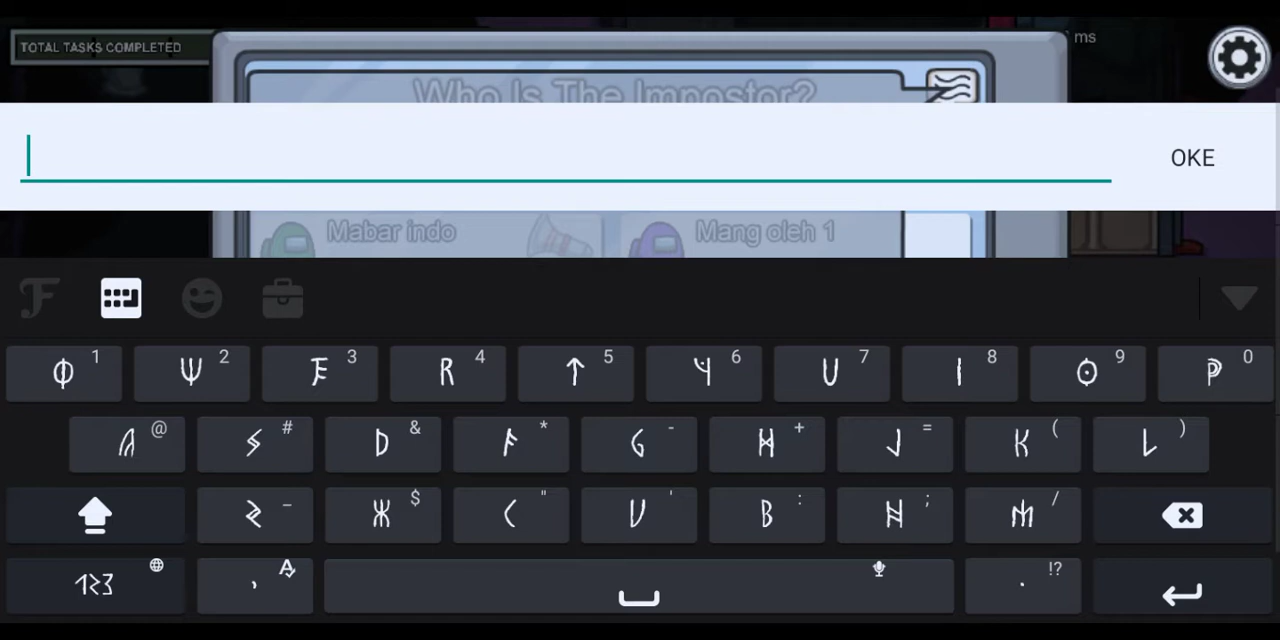 TOTAL TASKS COMPLETED
ms
Who Is The Impostor?
OKE
Mabar indo
Mang oleh 1
1 2 3 4 5 6 7 8 9 0
Q W E R T Y U I O P
@ # & * - + = ( )
A S D F G H J K L
_ $ " ' : ; /
Z X C V B N M
123 , . !?